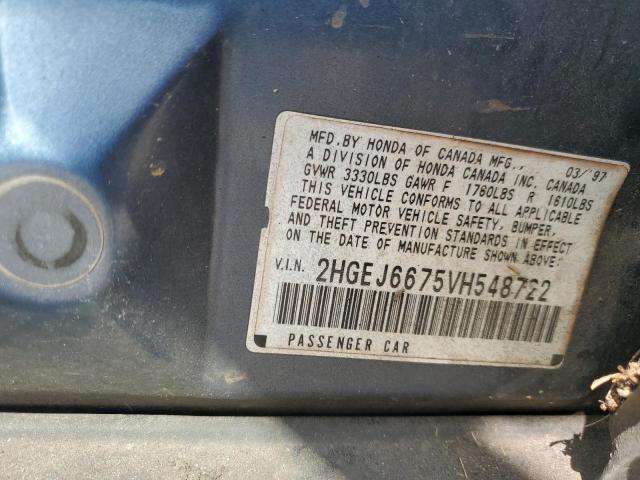 MFD. BY HONDA OF CANADA MFG., 03/'97
A DIVISION OF HONDA CANADA INC. CANADA
GVWR 3330LBS GAWR F 1760LBS R 1610LBS
THIS VEHICLE CONFORMS TO ALL APPLICABLE
FEDERAL MOTOR VEHICLE SAFETY, BUMPER,
AND THEFT PREVENTION STANDARDS IN EFFECT
ON THE DATE OF MANUFACTURE SHOWN ABOVE.
V.I.N. 2HGEJ6675VH548722
PASSENGER CAR